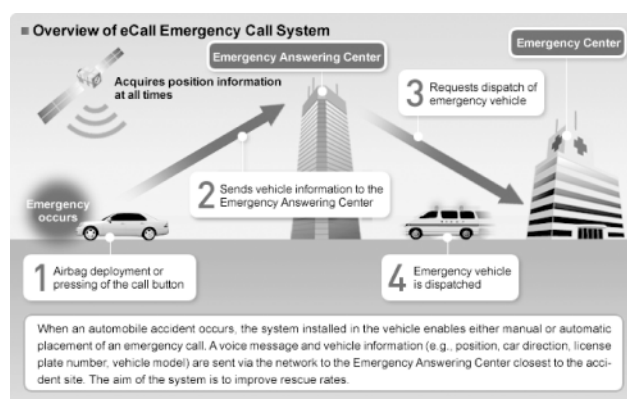 ■ Overview of eCall Emergency Call System
Emergency Answering Center
Emergency Center
Acquires position information
at all times
Emergency
occurs
1 Airbag deployment or
pressing of the call button
2 Sends vehicle information to the
Emergency Answering Center
3 Requests dispatch of
emergency vehicle
4 Emergency vehicle
is dispatched
When an automobile accident occurs, the system installed in the vehicle enables either manual or automatic
placement of an emergency call. A voice message and vehicle information (e.g., position, car direction, license
plate number, vehicle model) are sent via the network to the Emergency Answering Center closest to the acci-
dent site. The aim of the system is to improve rescue rates.